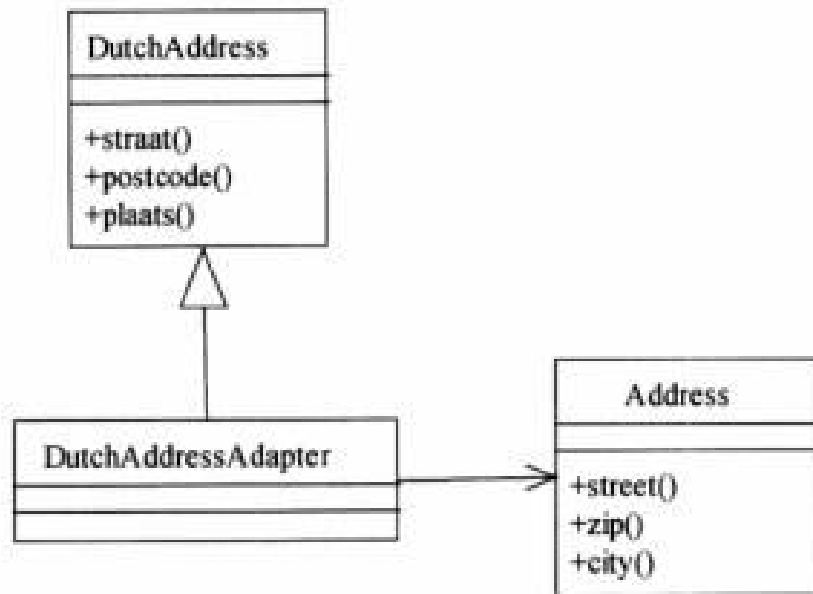 DutchAddress
+straat()
+postcode()
+plaats()
DutchAddressAdapter
Address
+street()
+zip()
+city()